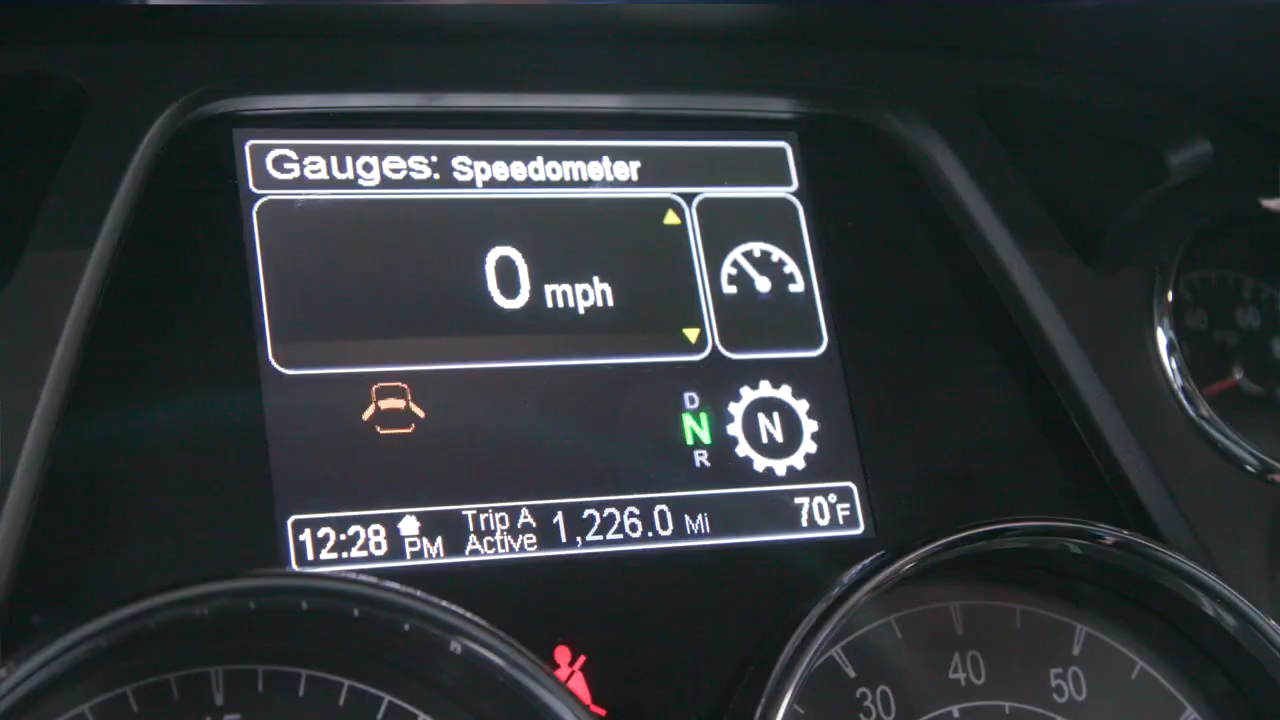 Gauges: Speedometer
0 mph
D
N
R
N
12:28 PM
Trip A
Active
1,226.0 Mi
70°F
30
40
50